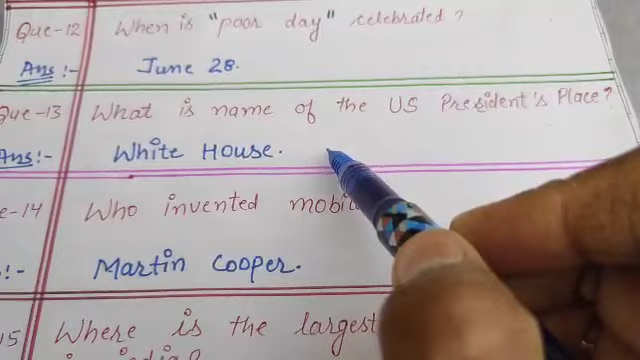 Que-12 When is "poor day" celebrated?
Ans:- June 28.
Que-13 What is name of the US President's Place?
Ans:- White House.
e-14 Who invented mobil
:- Martin Cooper.
15 Where is the largest